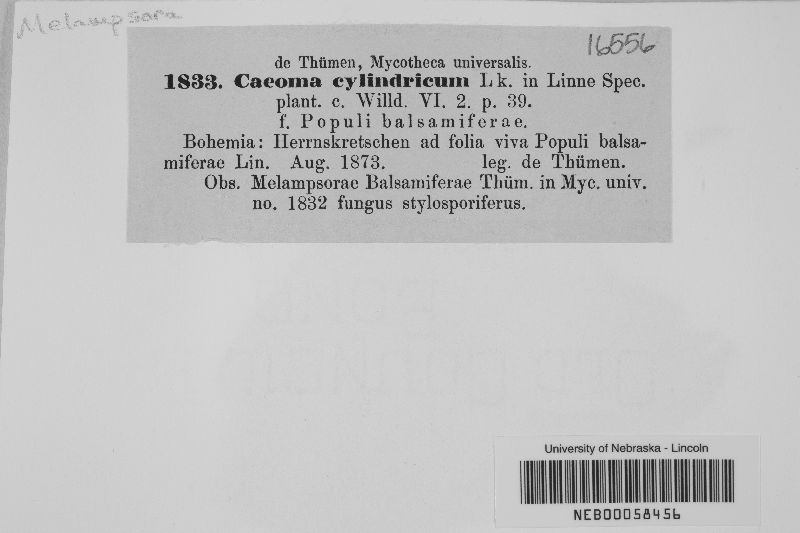 Melampsora
16556
de Thümen, Mycotheca universalis.
1833. Caeoma cylindricum Lk. in Linne Spec.
plant. c. Willd. VI. 2. p. 39.
f. Populi balsamiferae.
Bohemia: Herrnskretschen ad folia viva Populi balsa-
miferae Lin. Aug. 1873. leg. de Thümen.
Obs. Melampsorae Balsamiferae Thüm. in Myc. univ.
no. 1832 fungus stylosporiferus.
University of Nebraska - Lincoln
NEB00058456